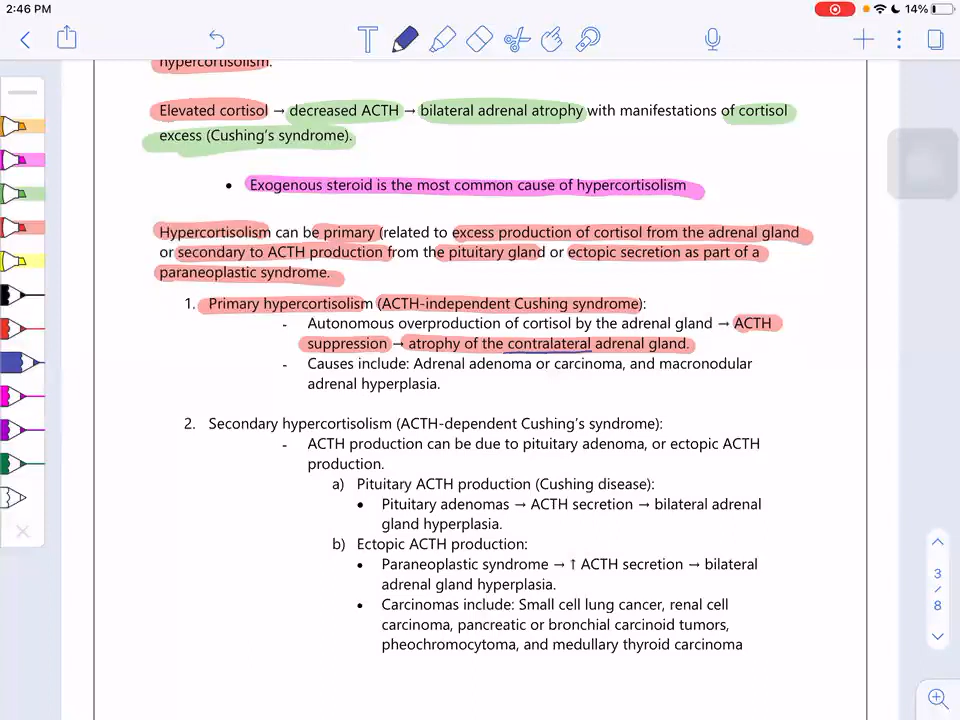 2:46 PM
14%
T
hypercortisolism.
Elevated cortisol → decreased ACTH → bilateral adrenal atrophy with manifestations of cortisol
excess (Cushing's syndrome).
• Exogenous steroid is the most common cause of hypercortisolism
Hypercortisolism can be primary (related to excess production of cortisol from the adrenal gland
or secondary to ACTH production from the pituitary gland or ectopic secretion as part of a
paraneoplastic syndrome.
1. Primary hypercortisolism (ACTH-independent Cushing syndrome):
- Autonomous overproduction of cortisol by the adrenal gland → ACTH
suppression → atrophy of the contralateral adrenal gland.
- Causes include: Adrenal adenoma or carcinoma, and macronodular
adrenal hyperplasia.
2. Secondary hypercortisolism (ACTH-dependent Cushing's syndrome):
- ACTH production can be due to pituitary adenoma, or ectopic ACTH
production.
a) Pituitary ACTH production (Cushing disease):
• Pituitary adenomas → ACTH secretion → bilateral adrenal
gland hyperplasia.
b) Ectopic ACTH production:
• Paraneoplastic syndrome → ↑ ACTH secretion → bilateral
adrenal gland hyperplasia.
• Carcinomas include: Small cell lung cancer, renal cell
carcinoma, pancreatic or bronchial carcinoid tumors,
pheochromocytoma, and medullary thyroid carcinoma
3
/
8